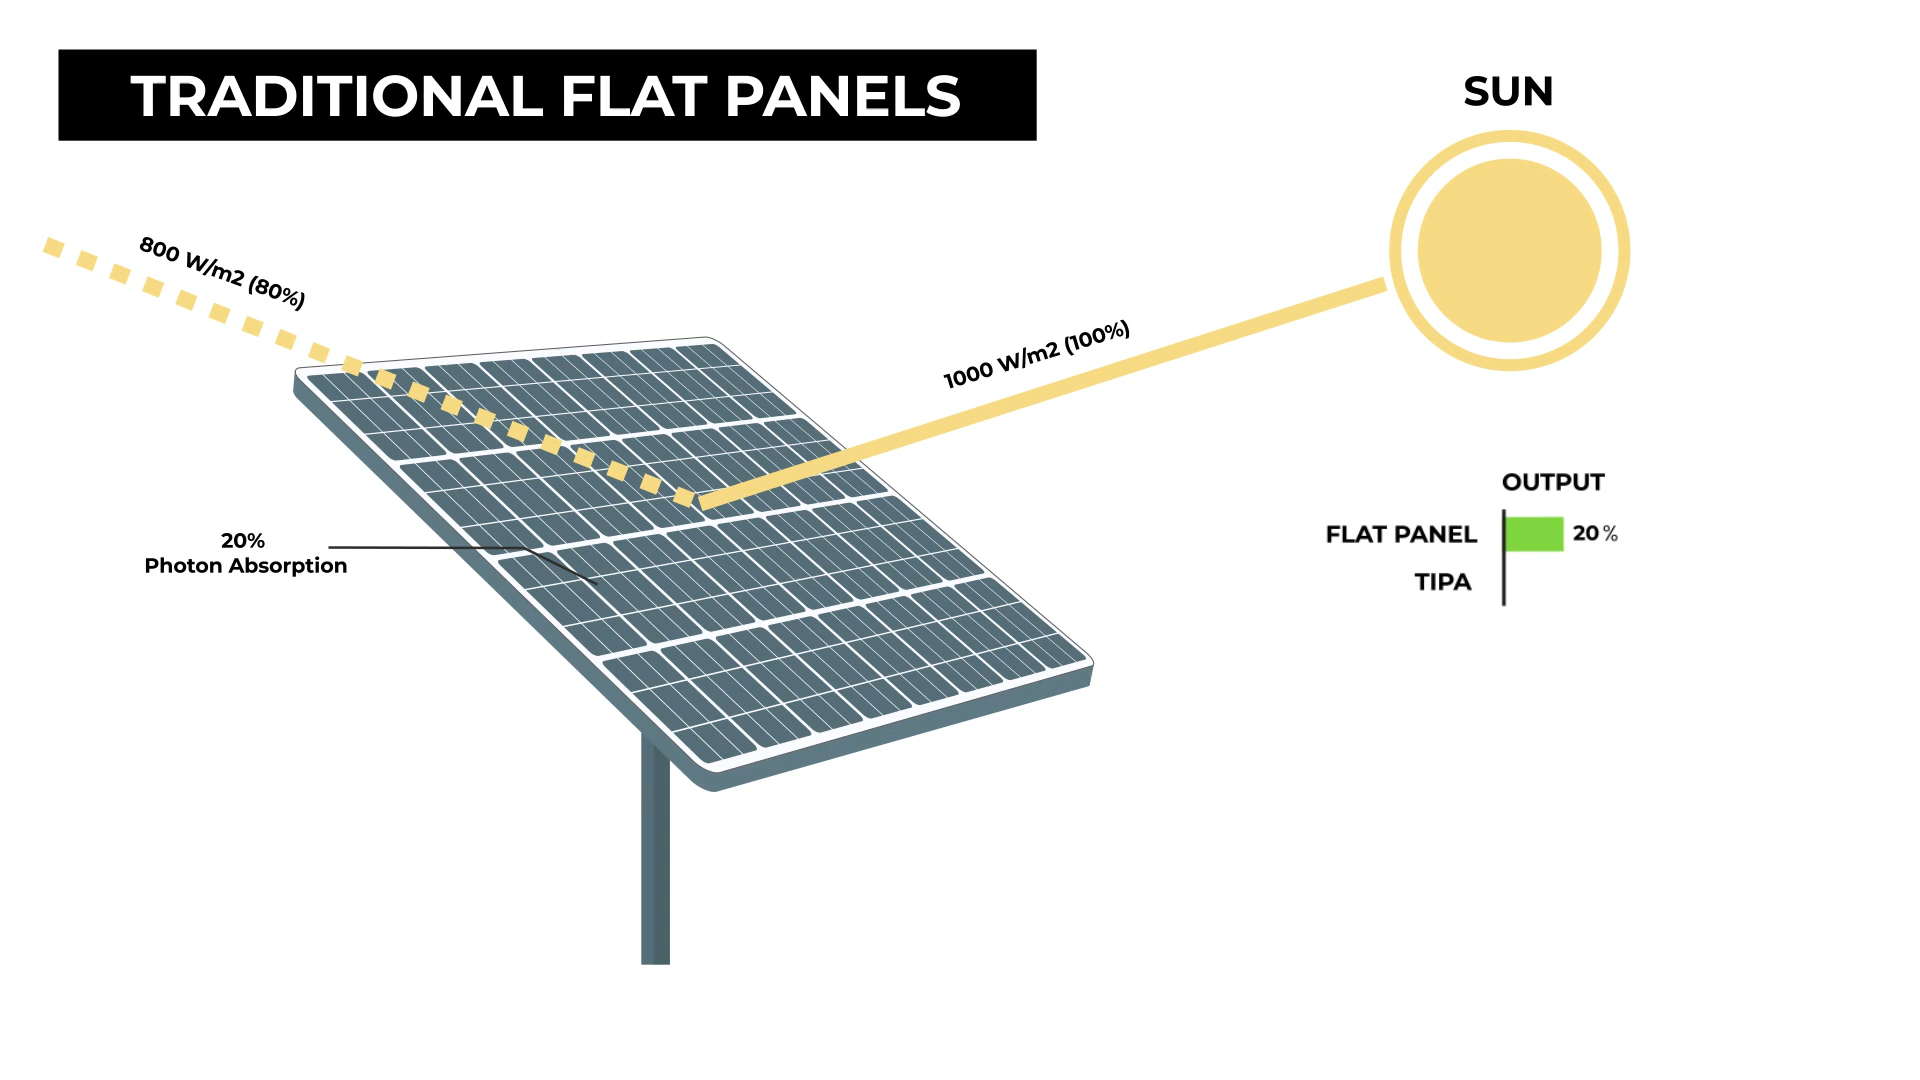 TRADITIONAL FLAT PANELS
SUN
800 W/m2 (80%)
1000 W/m2 (100%)
OUTPUT
FLAT PANEL 20%
TIPA
20%
Photon Absorption